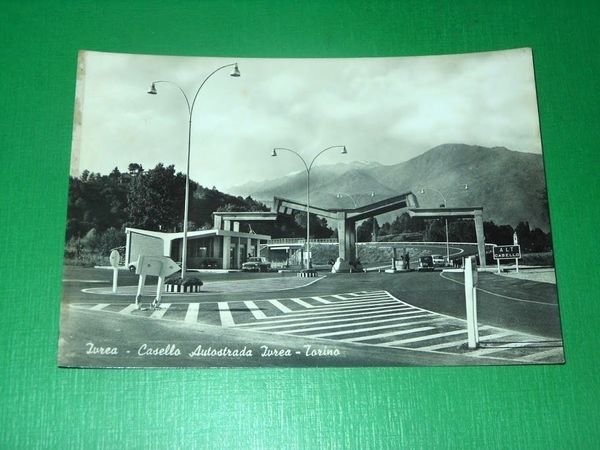 ALT
CASELLO
Ivrea - Casello Autostrada Ivrea - Torino